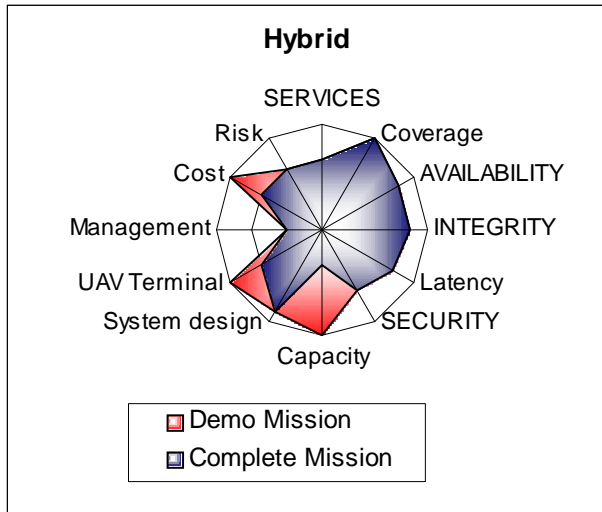 Hybrid
SERVICES
Risk
Coverage
Cost
AVAILABILITY
Management
INTEGRITY
UAV Terminal
Latency
System design
SECURITY
Capacity
Demo Mission
Complete Mission